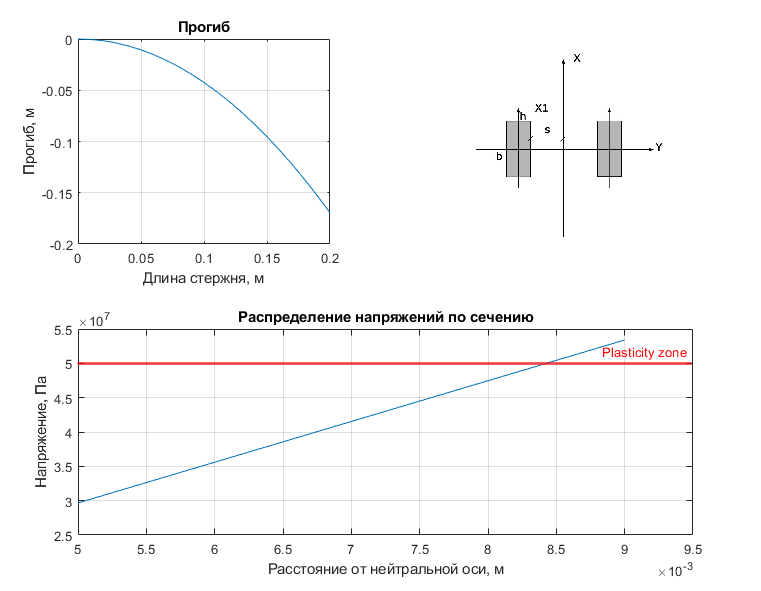 Прогиб
0
-0.05
-0.1
-0.15
-0.2
Прогиб, м
0 0.05 0.1 0.15 0.2
Длина стержня, м
X
X1
h
s
Y
b
Распределение напряжений по сечению
×10^7
5.5
5
4.5
4
3.5
3
2.5
Напряжение, Па
Plasticity zone
5 5.5 6 6.5 7 7.5 8 8.5 9 9.5
Расстояние от нейтральной оси, м
×10^-3